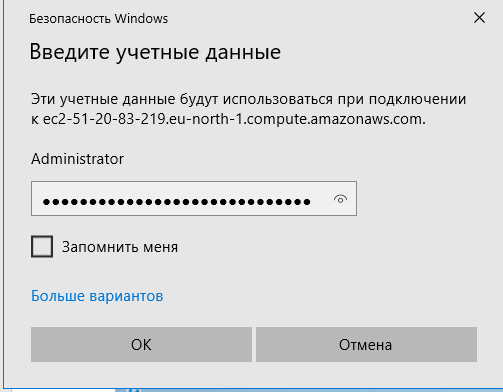 Безопасность Windows
Введите учетные данные
Эти учетные данные будут использоваться при подключении
к ec2-51-20-83-219.eu-north-1.compute.amazonaws.com.
Administrator
•••••••••••••••••••••••••••••
Запомнить меня
Больше вариантов
ОК
Отмена